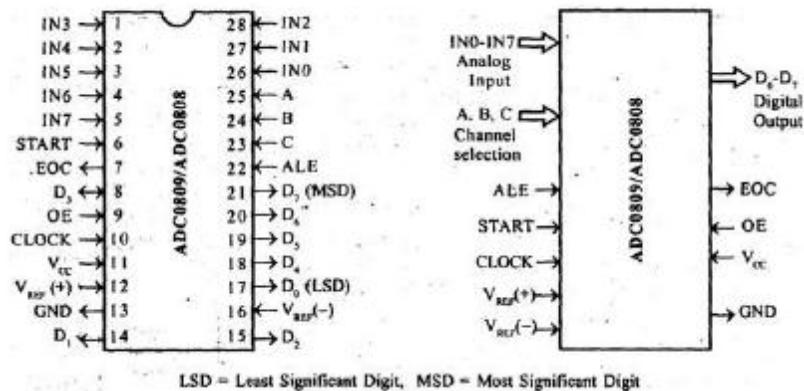 IN3 1 28 IN2
IN4 2 27 IN1
IN5 3 26 IN0
IN6 4 25 A
IN7 5 24 B
START 6 23 C
EOC 7 22 ALE
D3 8 21 D7 (MSD)
OE 9 20 D6
CLOCK 10 19 D5
VCC 11 18 D4
VREF (+) 12 17 D0 (LSD)
GND 13 16 VREF(−)
D1 14 15 D2
ADC0809/ADC0808
IN0-IN7
Analog
Input
A, B, C
Channel
selection
ALE
START
CLOCK
VREF(+)
VREF(−)
ADC0809/ADC0808
D0-D7
Digital
Output
EOC
OE
VCC
GND
LSD = Least Significant Digit, MSD = Most Significant Digit